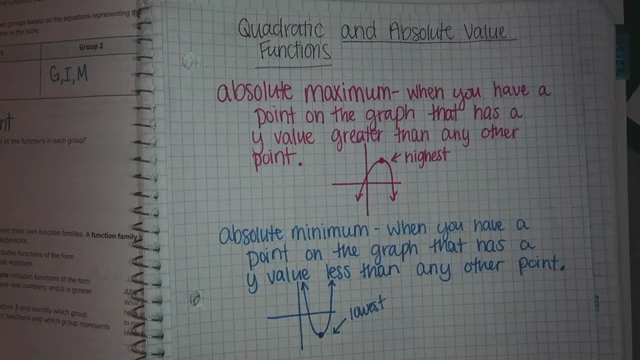 Quadratic and Absolute Value
Functions
absolute maximum- when you have a
point on the graph that has a
y value greater than any other
point.
highest
absolute minimum - when you have a
point on the graph that has a
y value less than any other point.
lowest
Group 2
G, I, M